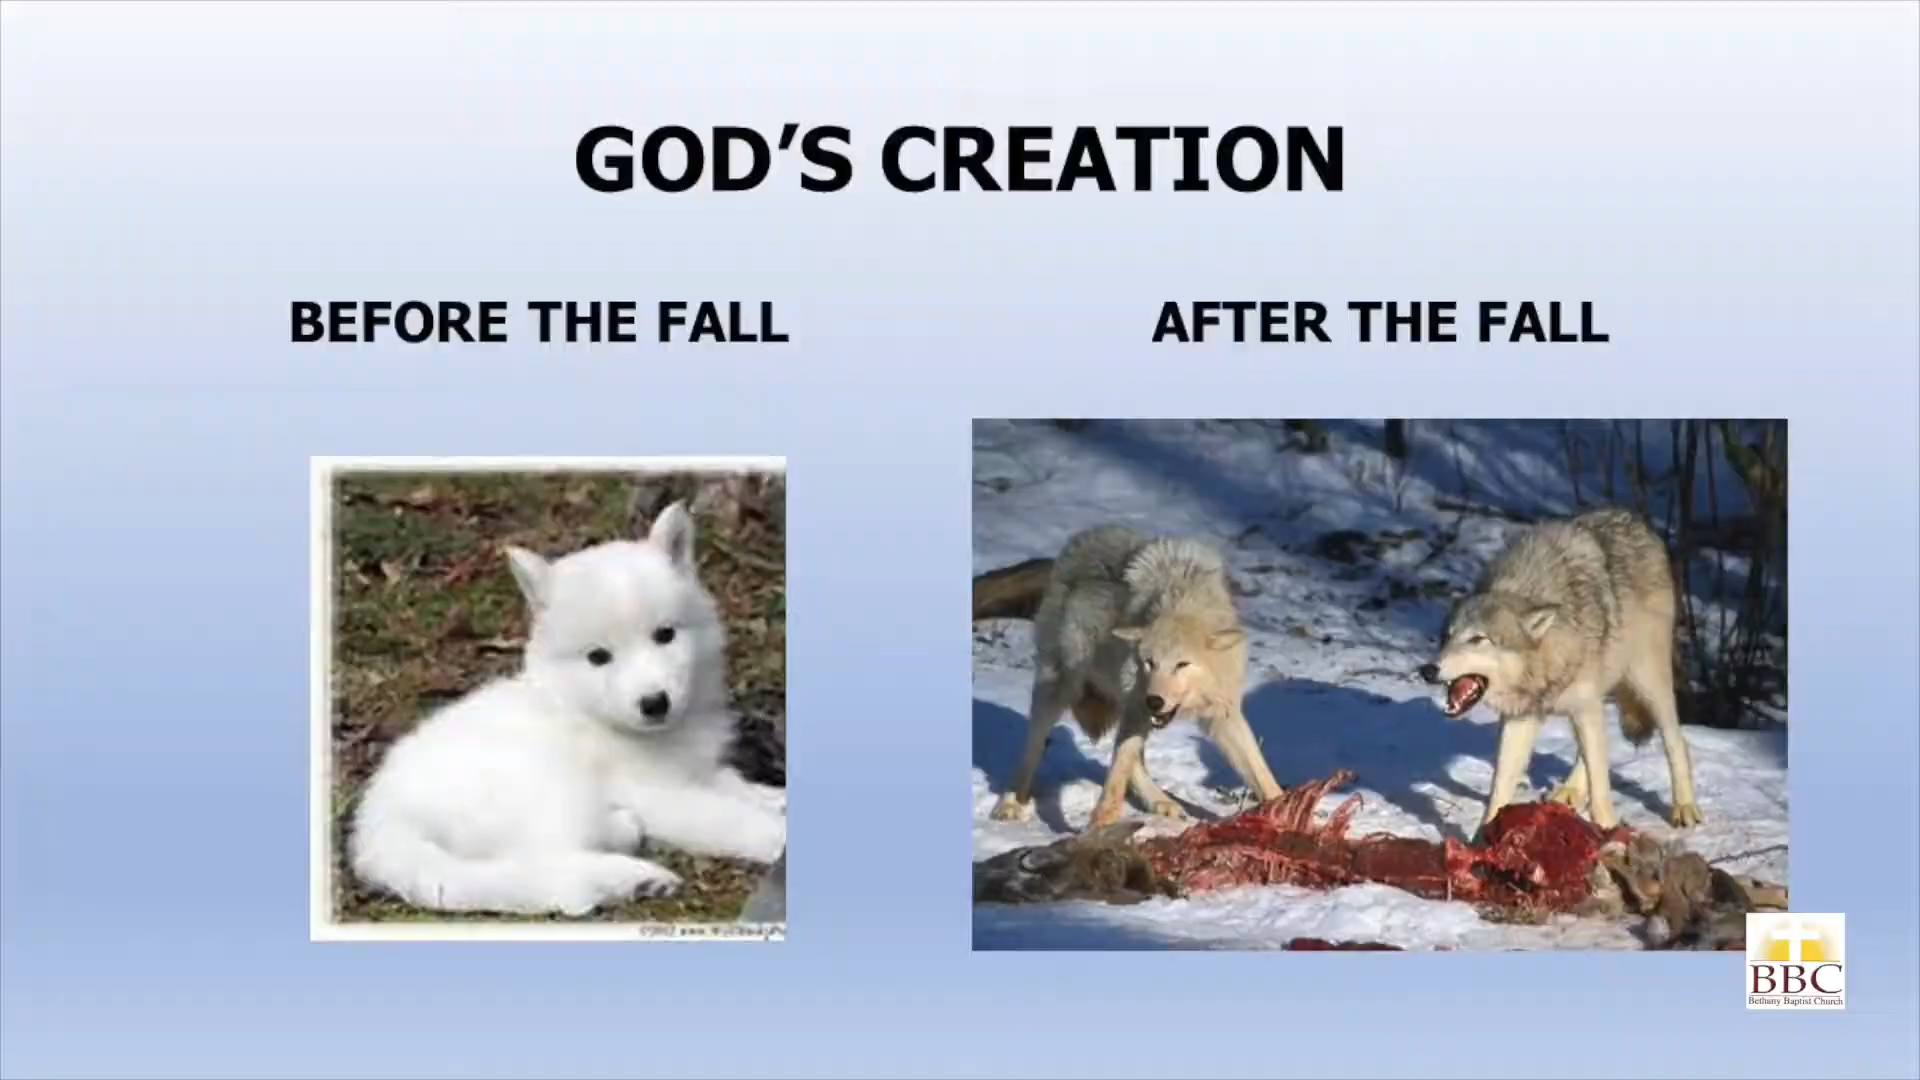 GOD'S CREATION
BEFORE THE FALL
AFTER THE FALL
BBC
Bethany Baptist Church